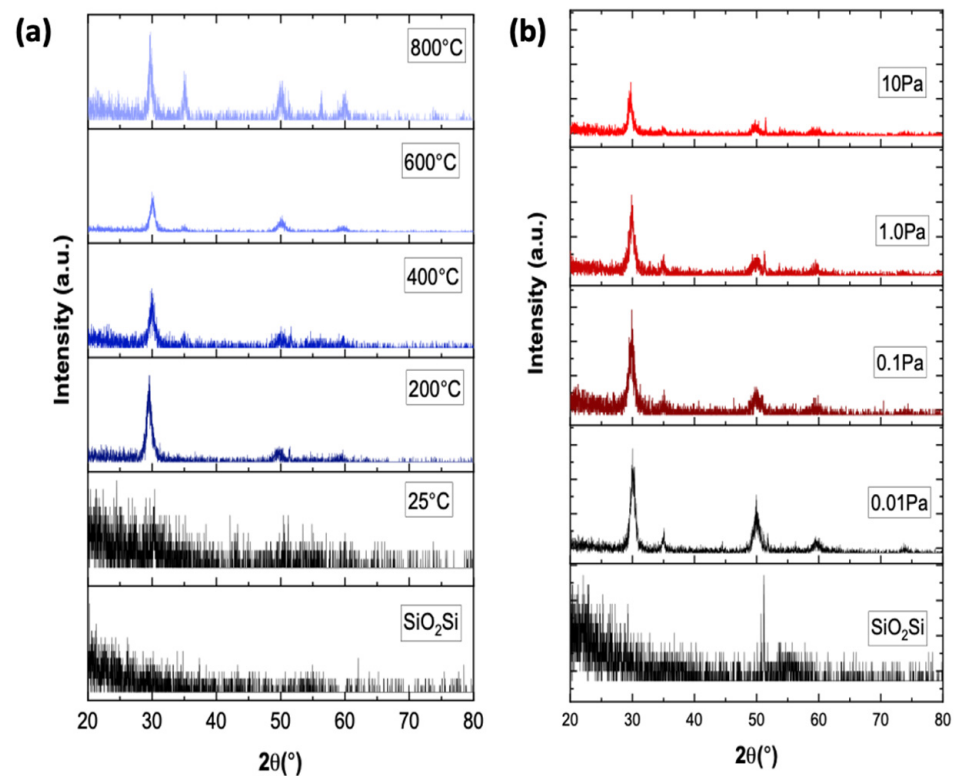 (a)
800°C
600°C
400°C
200°C
25°C
SiO₂Si
Intensity (a.u.)
20 30 40 50 60 70 80
2θ(°)
(b)
10Pa
1.0Pa
0.1Pa
0.01Pa
SiO₂Si
Intensity (a.u.)
20 30 40 50 60 70 80
2θ(°)